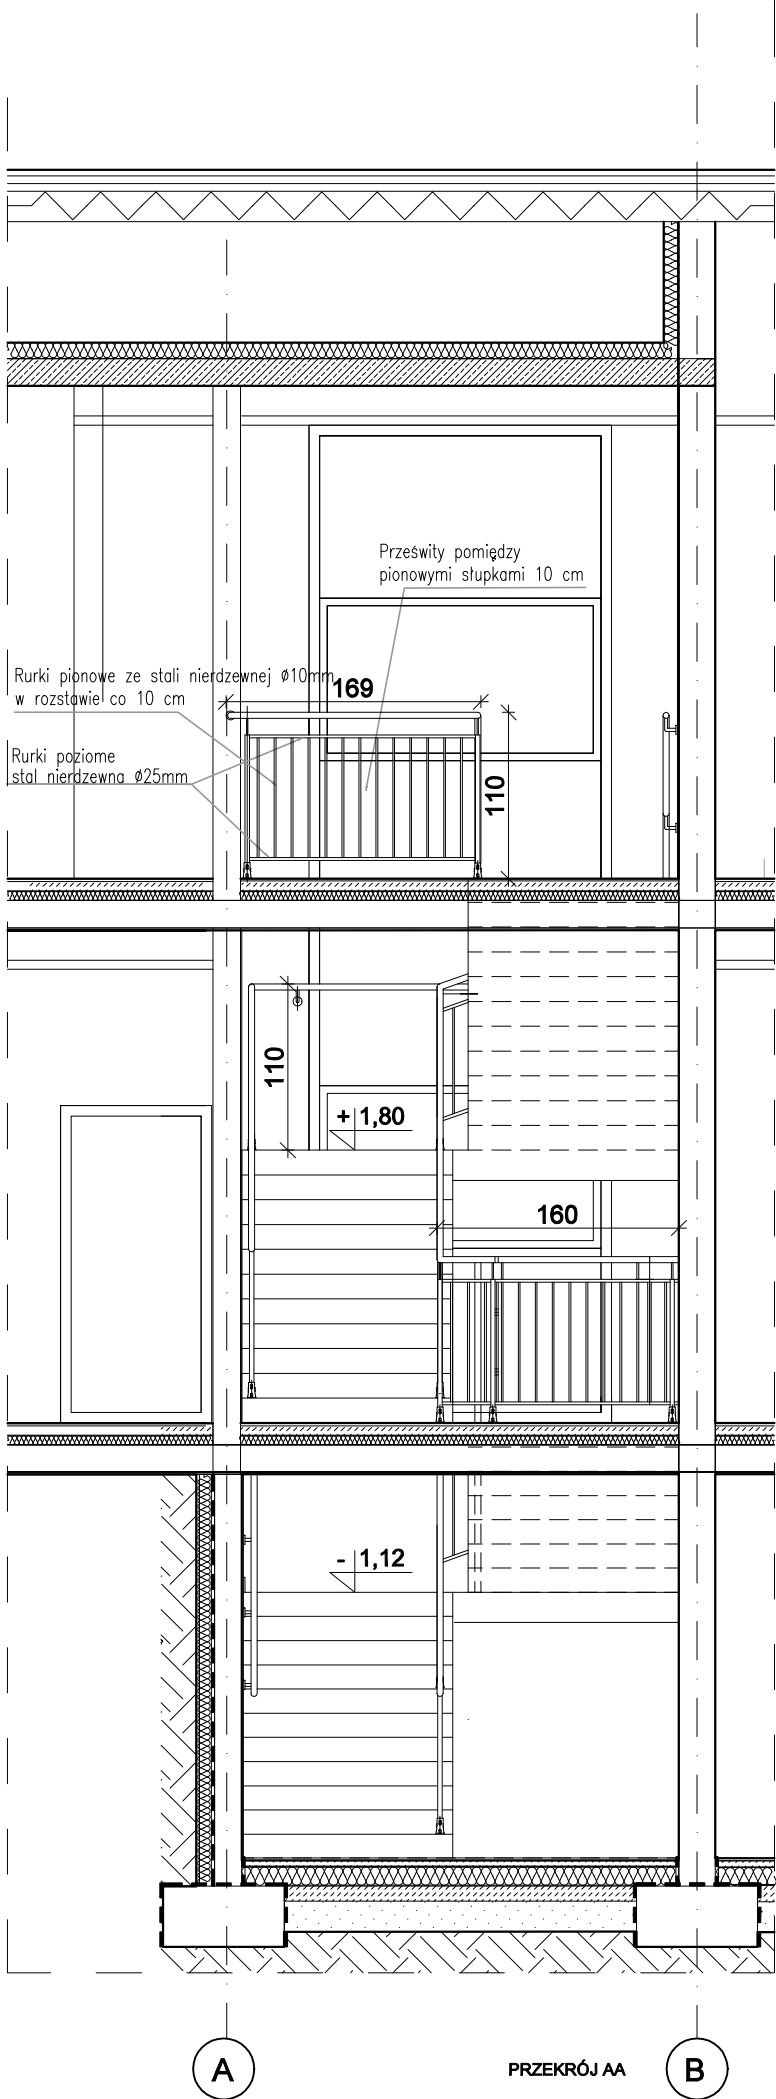 Prześwity pomiędzy
pionowymi słupkami 10 cm
Rurki pionowe ze stali nierdzewnej Ø10mm
w rozstawie co 10 cm
169
Rurki poziome
stal nierdzewna Ø25mm
110
110
+ 1,80
160
- 1,12
A
PRZEKRÓJ AA
B